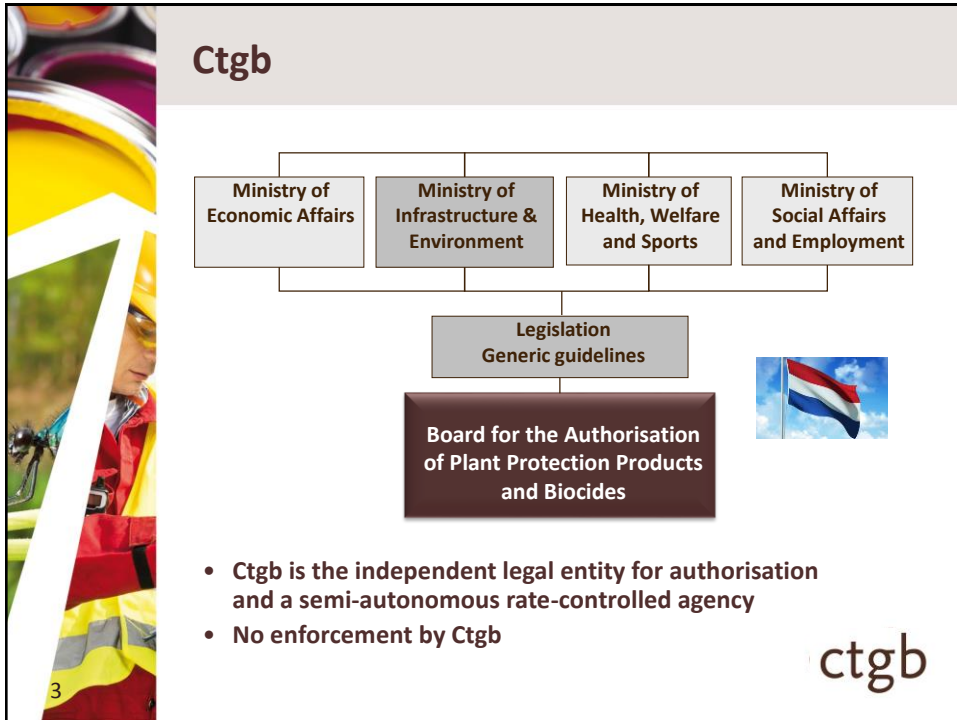 Ctgb
Ministry of
Economic Affairs
Ministry of
Infrastructure &
Environment
Ministry of
Health, Welfare
and Sports
Ministry of
Social Affairs
and Employment
Legislation
Generic guidelines
Board for the Authorisation
of Plant Protection Products
and Biocides
• Ctgb is the independent legal entity for authorisation
and a semi-autonomous rate-controlled agency
• No enforcement by Ctgb
ctgb
3